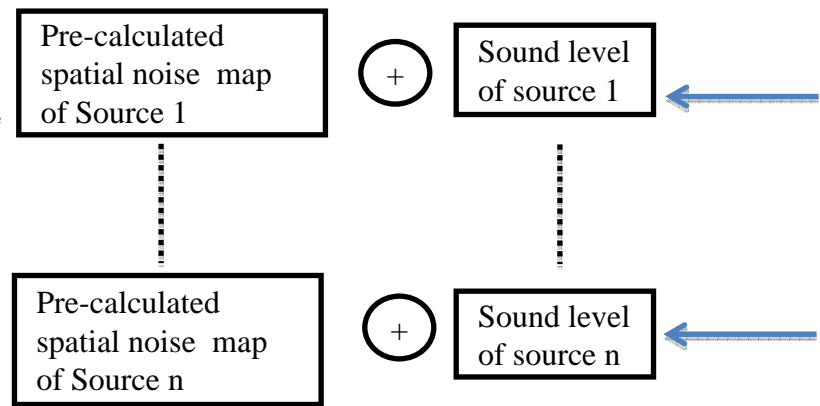 Pre-calculated
spatial noise map
of Source 1
+
Sound level
of source 1
Pre-calculated
spatial noise map
of Source n
+
Sound level
of source n